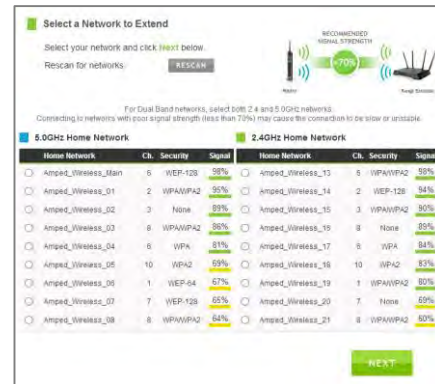 Select a Network to Extend
Select your network and click Next below.
Rescan for networks.
RESCAN
RECOMMENDED
SIGNAL STRENGTH
>70%
Router
Range Extender
For Dual Band networks, select both 2.4 and 5.0GHz networks.
Connecting to networks with poor signal strength (less than 70%) may cause the connection to be slow or unstable.
5.0GHz Home Network
Home Network Ch. Security Signal
Amped_Wireless_Main 6 WEP-128 98%
Amped_Wireless_01 2 WPA/WPA2 95%
Amped_Wireless_02 3 None 89%
Amped_Wireless_03 8 WPA/WPA2 86%
Amped_Wireless_04 6 WPA 81%
Amped_Wireless_05 10 WPA2 69%
Amped_Wireless_06 1 WEP-64 67%
Amped_Wireless_07 7 WEP-128 65%
Amped_Wireless_08 8 WPA/WPA2 64%
2.4GHz Home Network
Home Network Ch. Security Signal
Amped_Wireless_13 6 WPA/WPA2 98%
Amped_Wireless_14 2 WEP-128 94%
Amped_Wireless_15 3 WPA/WPA2 90%
Amped_Wireless_16 8 None 89%
Amped_Wireless_17 6 WPA 84%
Amped_Wireless_18 10 WPA2 83%
Amped_Wireless_19 1 WPA/WPA2 80%
Amped_Wireless_20 7 None 69%
Amped_Wireless_21 8 WPA/WPA2 60%
NEXT